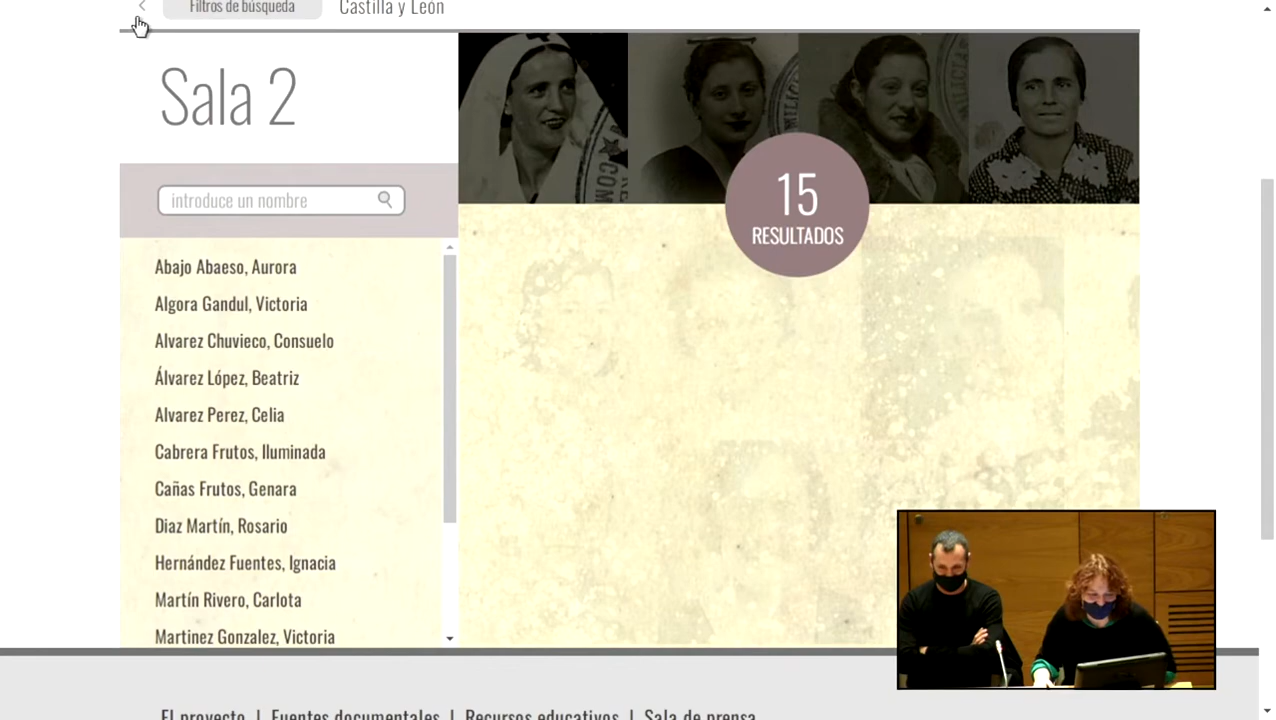 Filtros de búsqueda
Castilla y León
Sala 2
introduce un nombre
15
RESULTADOS
Abajo Abaeso, Aurora
Algora Gandul, Victoria
Alvarez Chuvieco, Consuelo
Álvarez López, Beatriz
Alvarez Perez, Celia
Cabrera Frutos, Iluminada
Cañas Frutos, Genara
Diaz Martín, Rosario
Hernández Fuentes, Ignacia
Martín Rivero, Carlota
Martinez Gonzalez, Victoria
El proyecto | Fuentes documentales | Recursos educativos | Sala de prensa